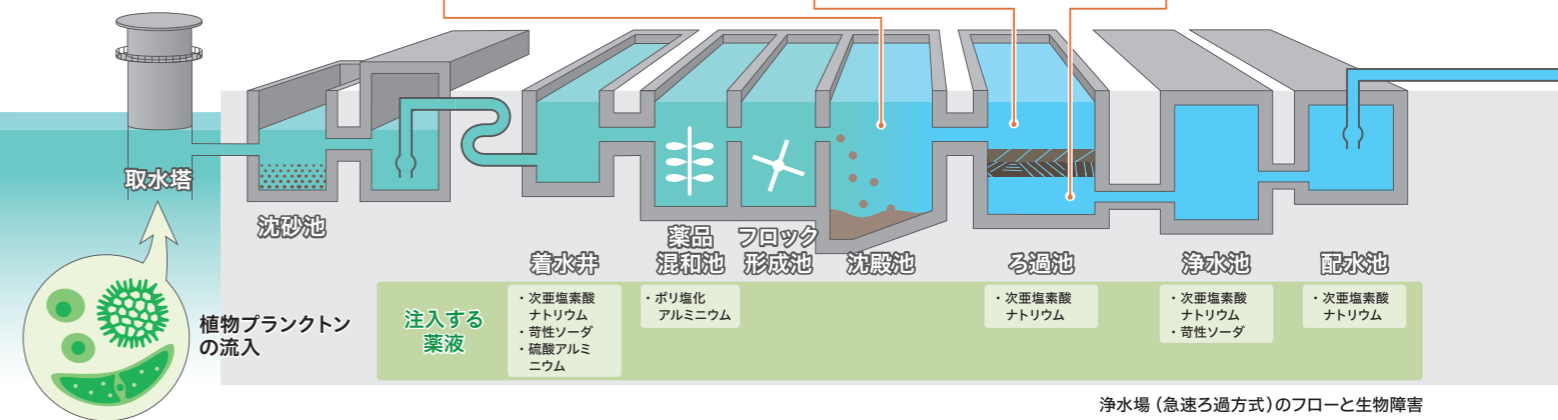 取水塔
沈砂池
着水井
薬品
混和池
フロック
形成池
沈殿池
ろ過池
浄水池
配水池
植物プランクトン
の流入
注入する
薬液
・次亜塩素酸
ナトリウム
・苛性ソーダ
・硫酸アルミ
ニウム
・ポリ塩化
アルミニウム
・次亜塩素酸
ナトリウム
・次亜塩素酸
ナトリウム
・苛性ソーダ
・次亜塩素酸
ナトリウム
浄水場（急速ろ過方式）のフローと生物障害